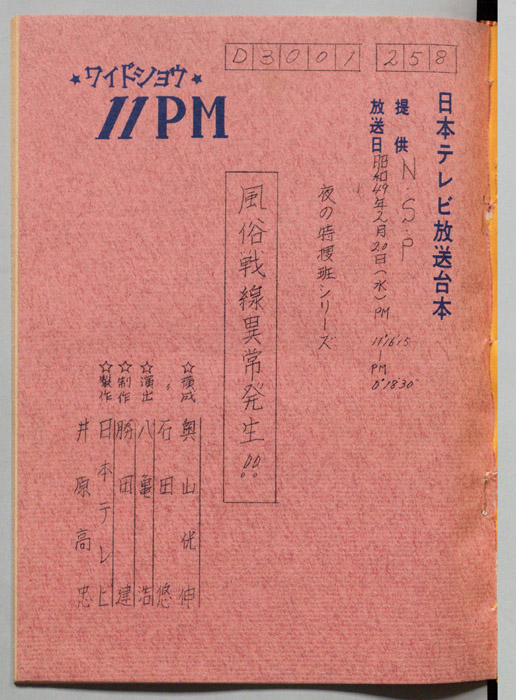 D3001 258
☆ワイドショウ☆
11PM
日本テレビ放送台本
提供 N.S.P
放送日 昭和49年2月20日(水)PM 11°16'15"―PM 0°18'30"
夜の特捜班シリーズ
風俗戦線異常発生!!
☆構成 奥山侊伸
〃 石田 悠
☆演出 八亀 浩
☆制作 勝田 建
☆製作 日本テレビ
井原高忠